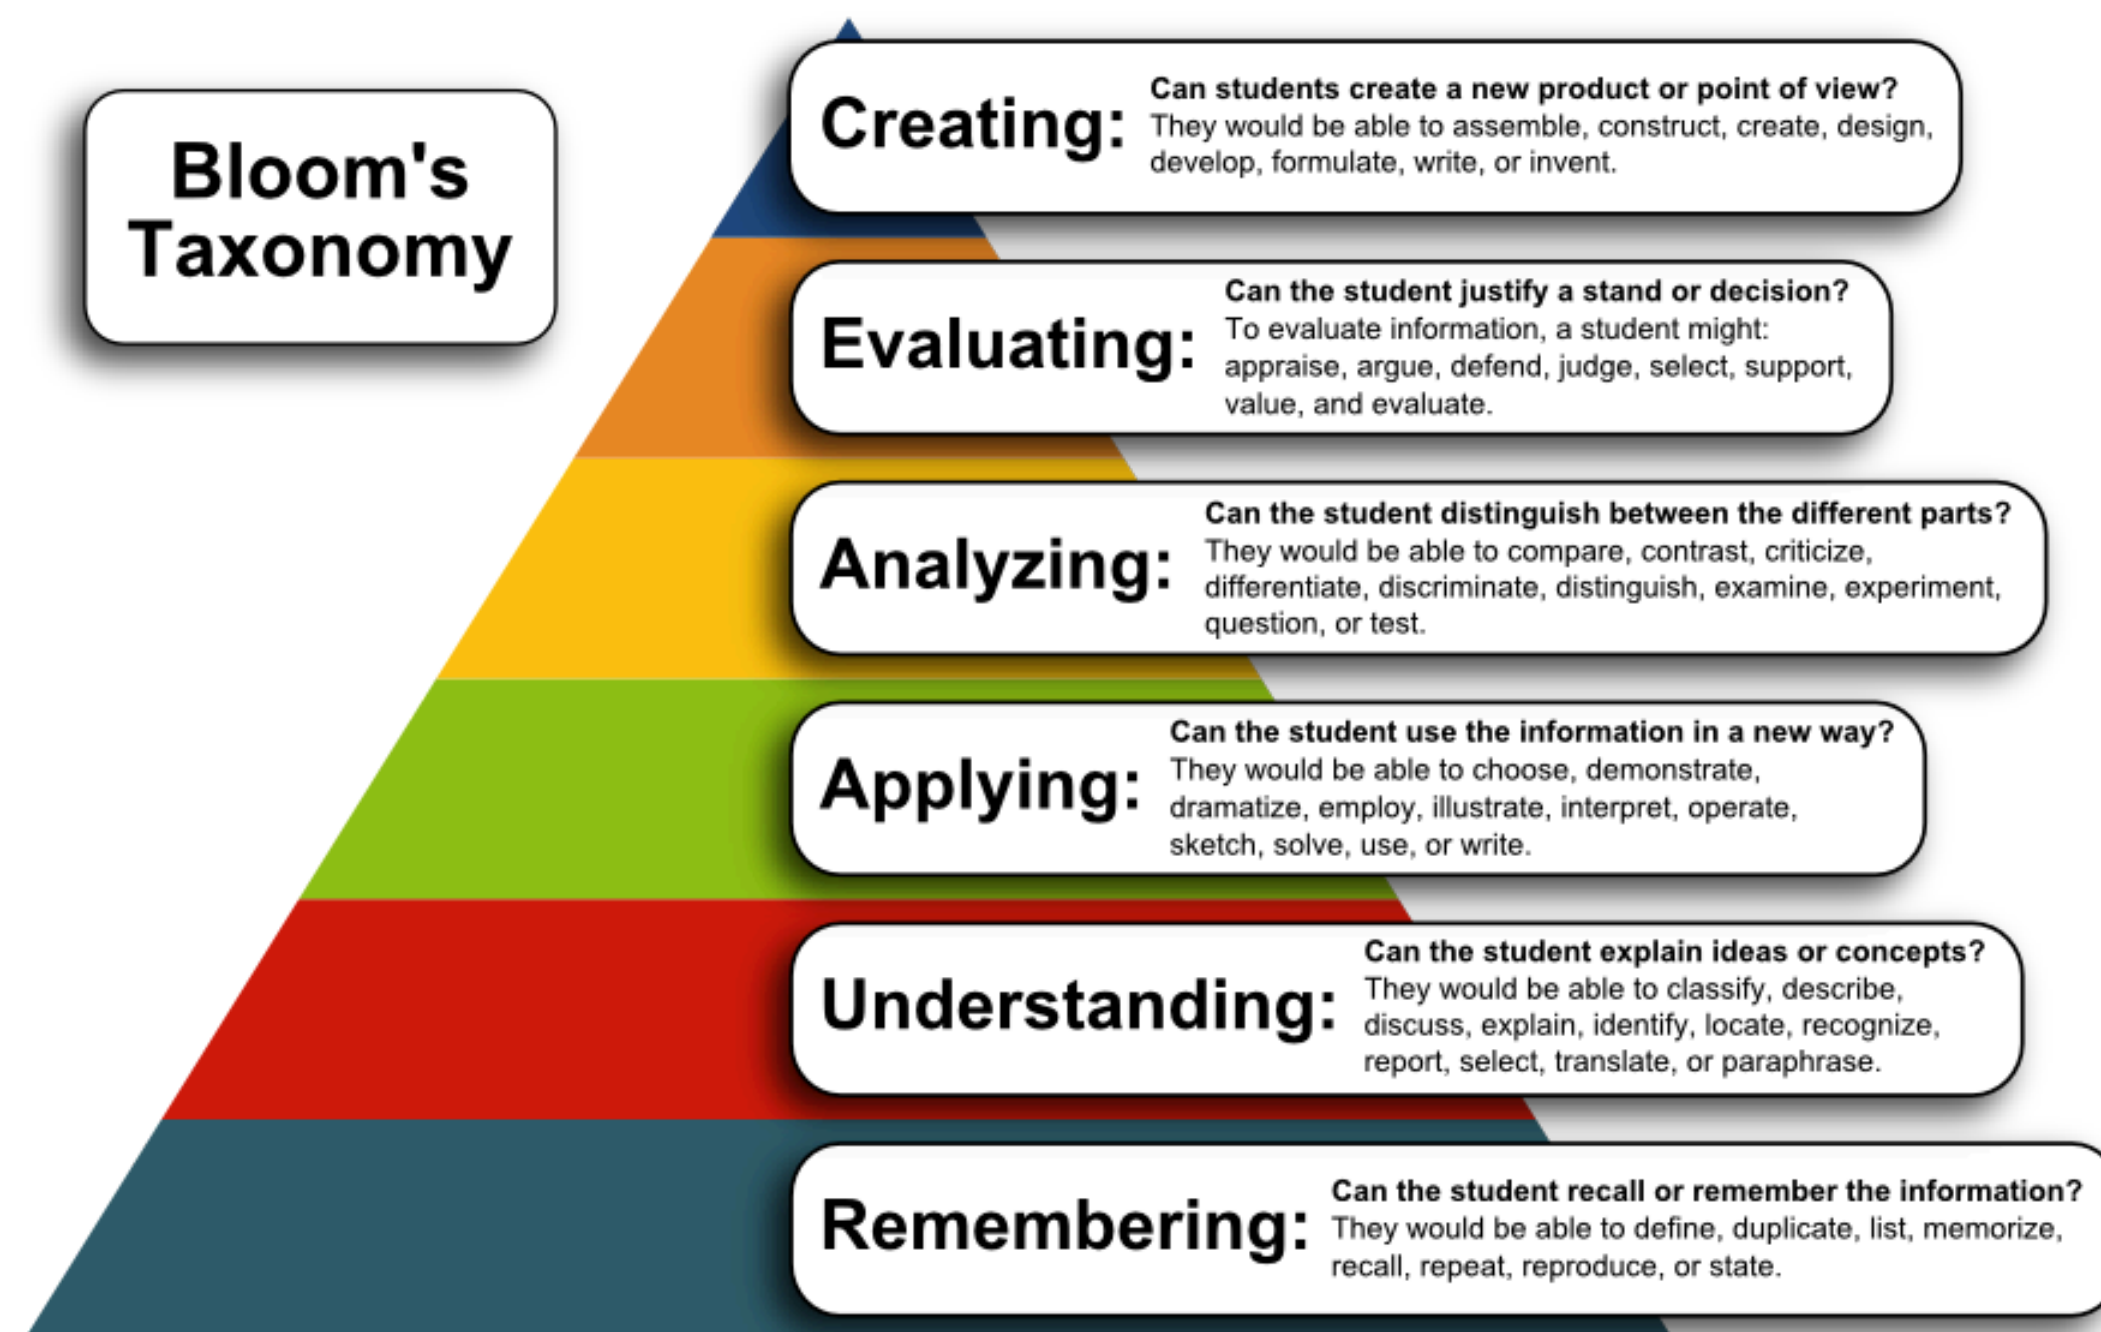 Bloom's
Taxonomy
Creating:
Can students create a new product or point of view?
They would be able to assemble, construct, create, design,
develop, formulate, write, or invent.
Evaluating:
Can the student justify a stand or decision?
To evaluate information, a student might:
appraise, argue, defend, judge, select, support,
value, and evaluate.
Analyzing:
Can the student distinguish between the different parts?
They would be able to compare, contrast, criticize,
differentiate, discriminate, distinguish, examine, experiment,
question, or test.
Applying:
Can the student use the information in a new way?
They would be able to choose, demonstrate,
dramatize, employ, illustrate, interpret, operate,
sketch, solve, use, or write.
Understanding:
Can the student explain ideas or concepts?
They would be able to classify, describe,
discuss, explain, identify, locate, recognize,
report, select, translate, or paraphrase.
Remembering:
Can the student recall or remember the information?
They would be able to define, duplicate, list, memorize,
recall, repeat, reproduce, or state.